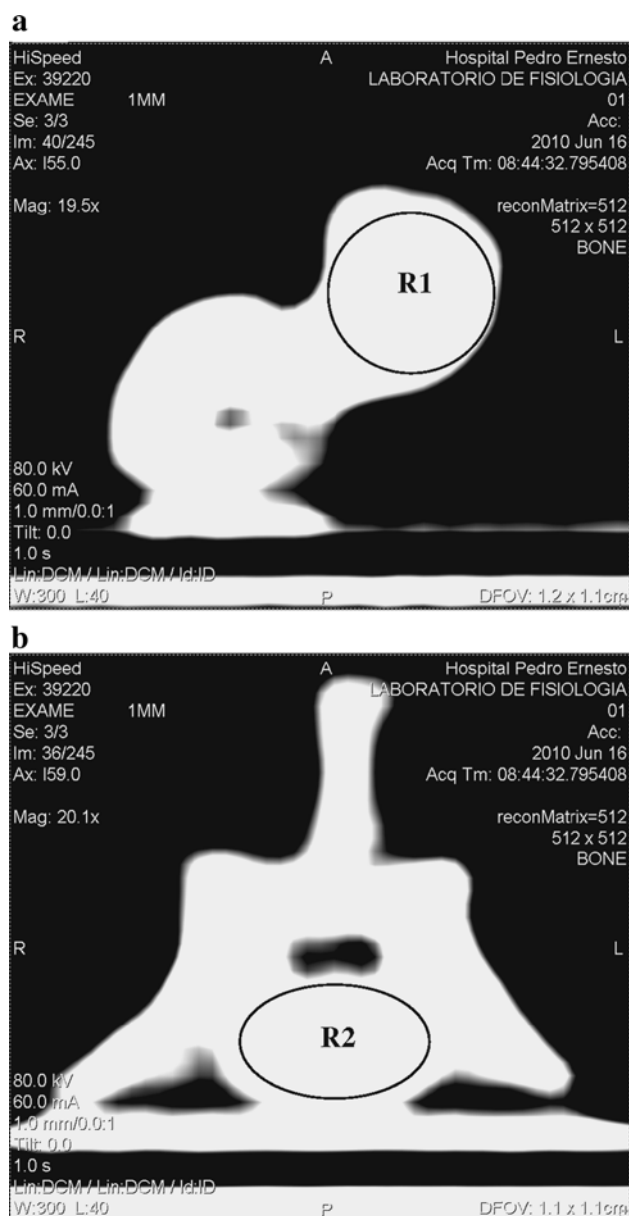 a
HiSpeed
Ex: 39220
EXAME 1MM
Se: 3/3
Im: 40/245
Ax: I55.0
Mag: 19.5x
A
Hospital Pedro Ernesto
LABORATORIO DE FISIOLOGIA
01
Acc:
2010 Jun 16
Acq Tm: 08:44:32.795408
reconMatrix=512
512 x 512
BONE
R1
R
L
80.0 kV
60.0 mA
1.0 mm/0.0:1
Tilt: 0.0
1.0 s
Lin:DCM / Lin:DCM / Id:ID
W:300 L:40
P
DFOV: 1.2 x 1.1cm
b
HiSpeed
Ex: 39220
EXAME 1MM
Se: 3/3
Im: 36/245
Ax: I59.0
Mag: 20.1x
A
Hospital Pedro Ernesto
LABORATORIO DE FISIOLOGIA
01
Acc:
2010 Jun 16
Acq Tm: 08:44:32.795408
reconMatrix=512
512 x 512
BONE
R
L
R2
80.0 kV
60.0 mA
1.0 mm/0.0:1
Tilt: 0.0
1.0 s
Lin:DCM / Lin:DCM / Id:ID
W:300 L:40
P
DFOV: 1.1 x 1.1cm